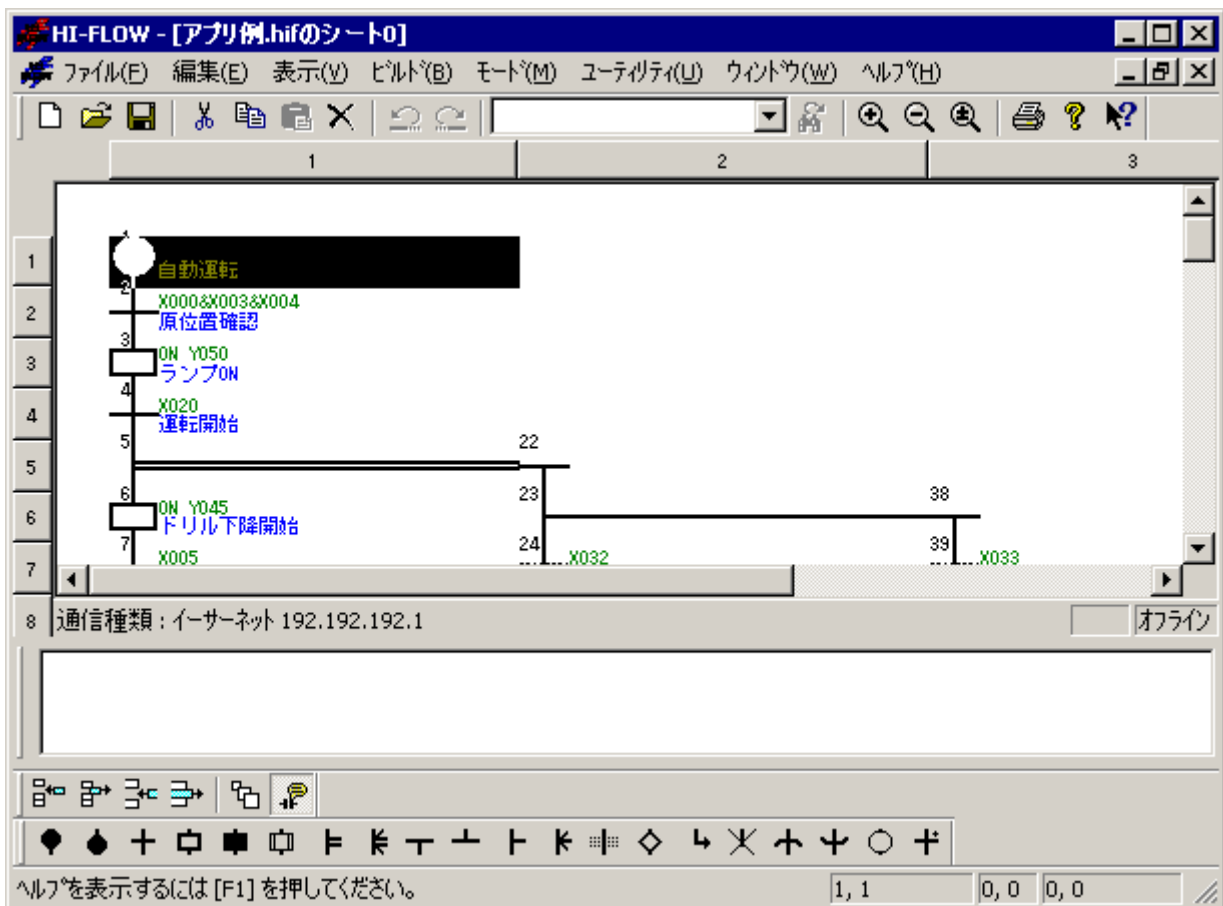 HI-FLOW - [アプリ例.hifのシート0]
ファイル(F) 編集(E) 表示(V) ビルド(B) モード(M) ユーティリティ(U) ウィンドウ(W) ヘルプ(H)
1 2 3
1
1 自動運転
2
2 X000&X003&X004
原位置確認
3
3 ON Y050
ランプON
4
4 X020
運転開始
5 22
5
6 23 38
6 ON Y045
ドリル下降開始
7 24 39
7 X005 X032 X033
8 通信種類：イーサーネット 192.192.192.1 オフライン
ヘルプを表示するには [F1] を押してください。 1, 1 0, 0 0, 0